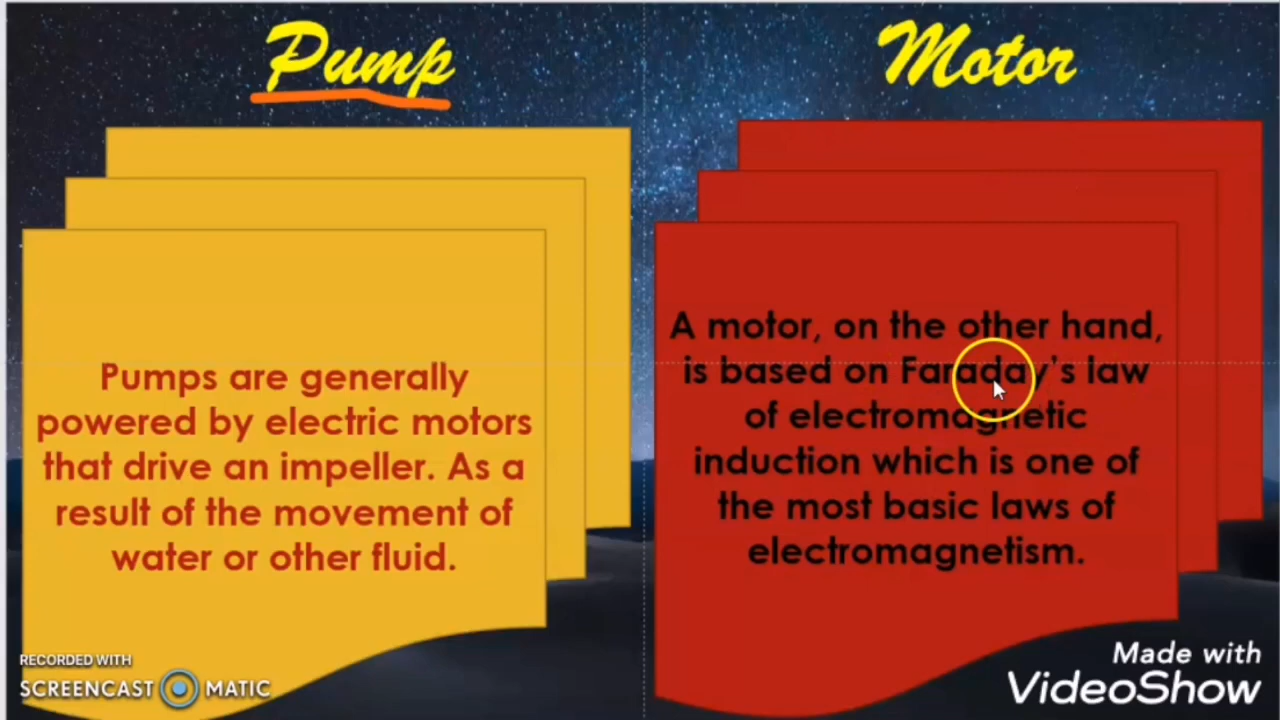 Pump
Motor
Pumps are generally
powered by electric motors
that drive an impeller. As a
result of the movement of
water or other fluid.
A motor, on the other hand,
is based on Faraday's law
of electromagnetic
induction which is one of
the most basic laws of
electromagnetism.
RECORDED WITH
SCREENCAST MATIC
Made with
VideoShow